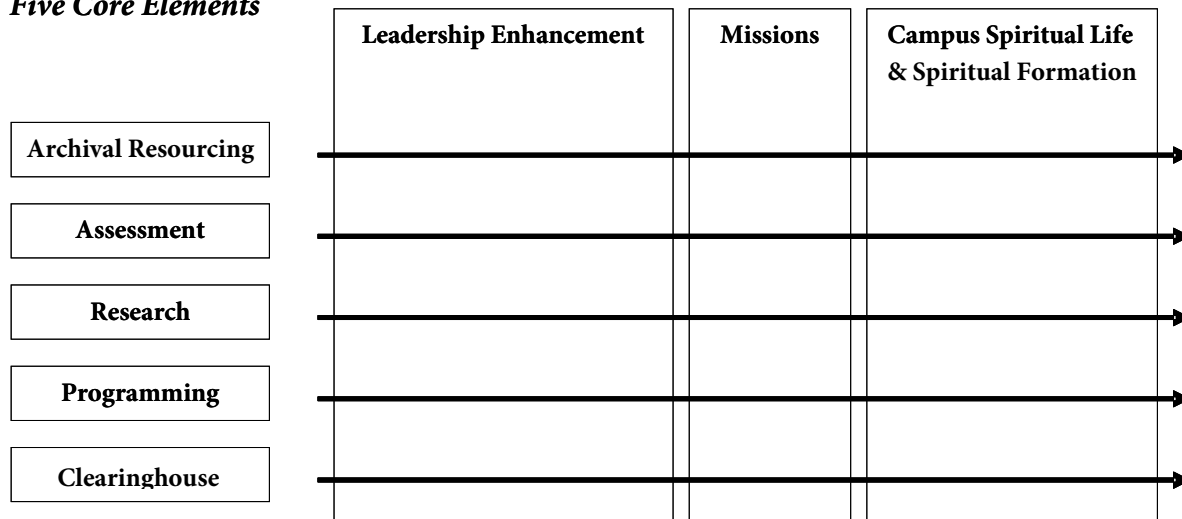 Five Core Elements
Leadership Enhancement
Missions
Campus Spiritual Life
& Spiritual Formation
Archival Resourcing
Assessment
Research
Programming
Clearinghouse